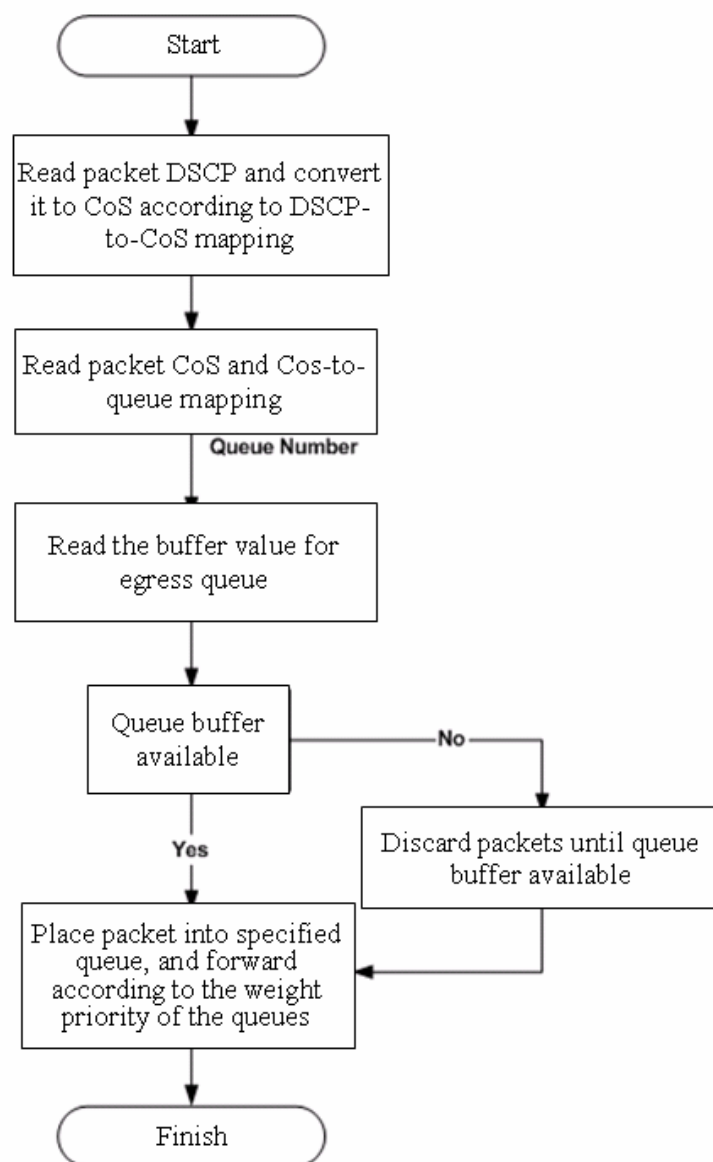 Start
Read packet DSCP and convert
it to CoS according to DSCP-
to-CoS mapping
Read packet CoS and Cos-to-
queue mapping
Queue Number
Read the buffer value for
egress queue
Queue buffer
available
No
Yes
Discard packets until queue
buffer available
Place packet into specified
queue, and forward
according to the weight
priority of the queues
Finish